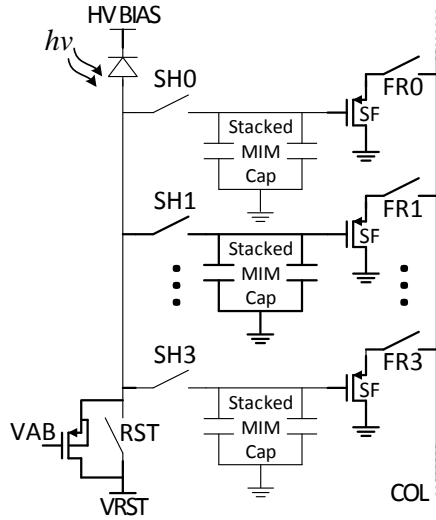 HV BIAS
hv
SH0
FR0
Stacked
MIM
Cap
SF
SH1
FR1
Stacked
MIM
Cap
SF
SH3
FR3
Stacked
MIM
Cap
SF
VAB
RST
VRST
COL